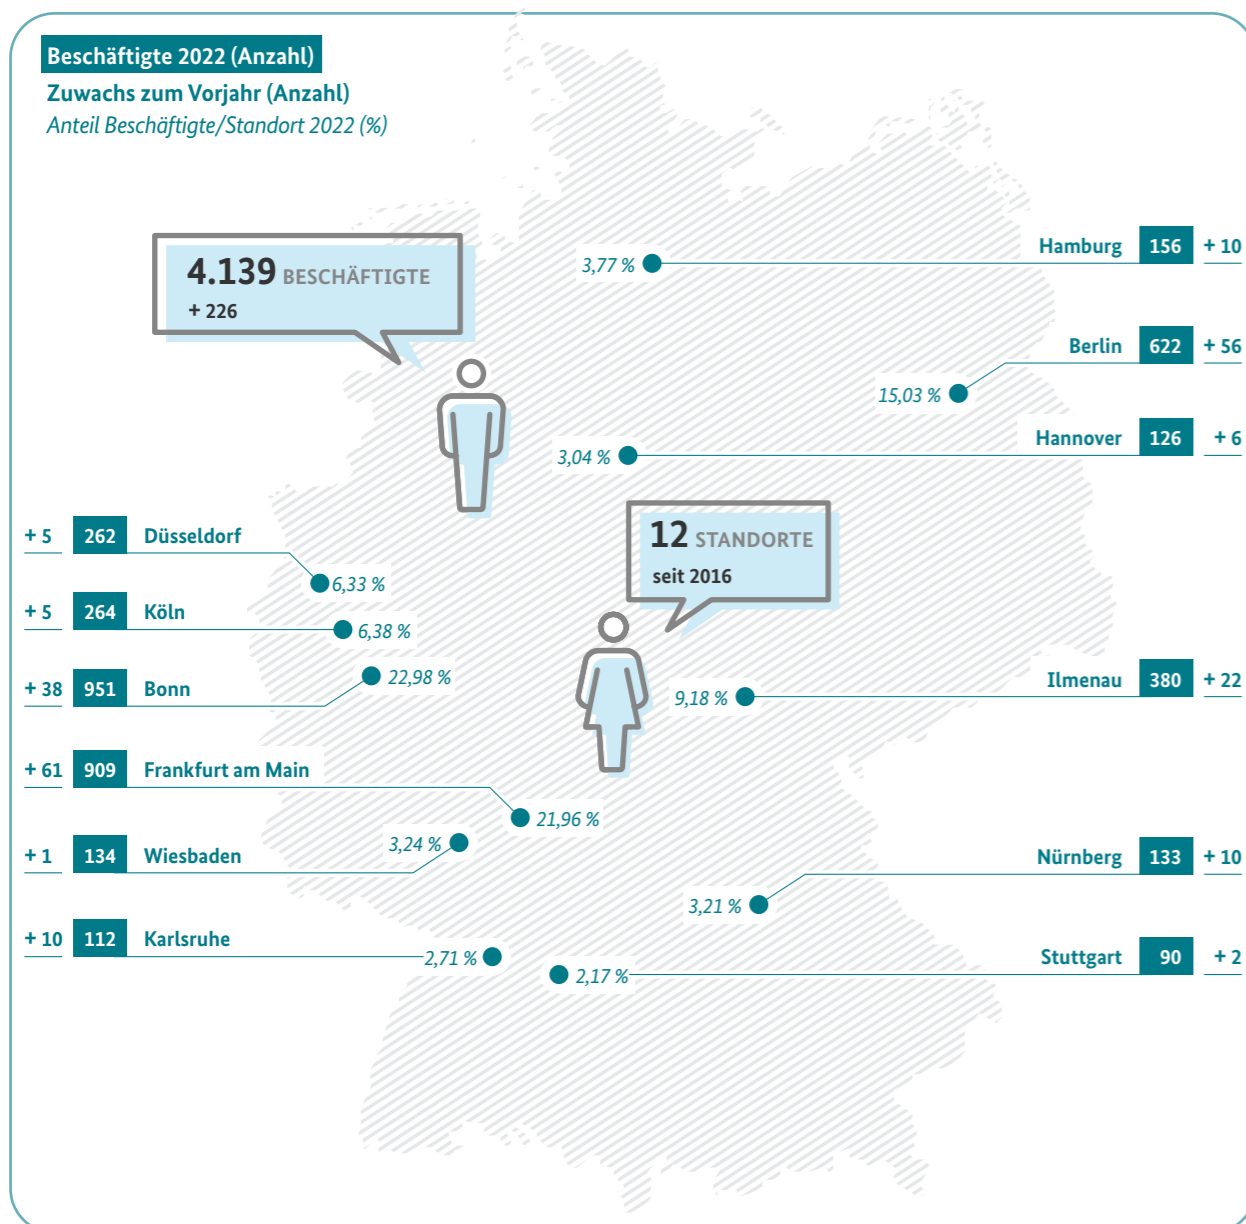 Beschäftigte 2022 (Anzahl)
Zuwachs zum Vorjahr (Anzahl)
Anteil Beschäftigte/Standort 2022 (%)
4.139 BESCHÄFTIGTE
+ 226
3,77 % Hamburg 156 + 10
Berlin 622 + 56
15,03 %
Hannover 126 + 6
3,04 %
12 STANDORTE
seit 2016
+ 5 262 Düsseldorf
6,33 %
+ 5 264 Köln
6,38 %
+ 38 951 Bonn
22,98 %
Ilmenau 380 + 22
9,18 %
+ 61 909 Frankfurt am Main
21,96 %
+ 1 134 Wiesbaden
3,24 %
Nürnberg 133 + 10
3,21 %
+ 10 112 Karlsruhe
2,71 %
Stuttgart 90 + 2
2,17 %